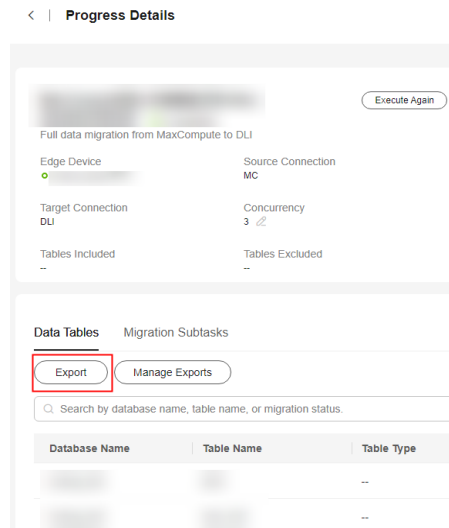 Progress Details
Execute Again
Full data migration from MaxCompute to DLI
Edge Device Source Connection
MC
Target Connection Concurrency
DLI 3
Tables Included Tables Excluded
-- --
Data Tables Migration Subtasks
Export Manage Exports
Search by database name, table name, or migration status.
Database Name Table Name Table Type
--
--